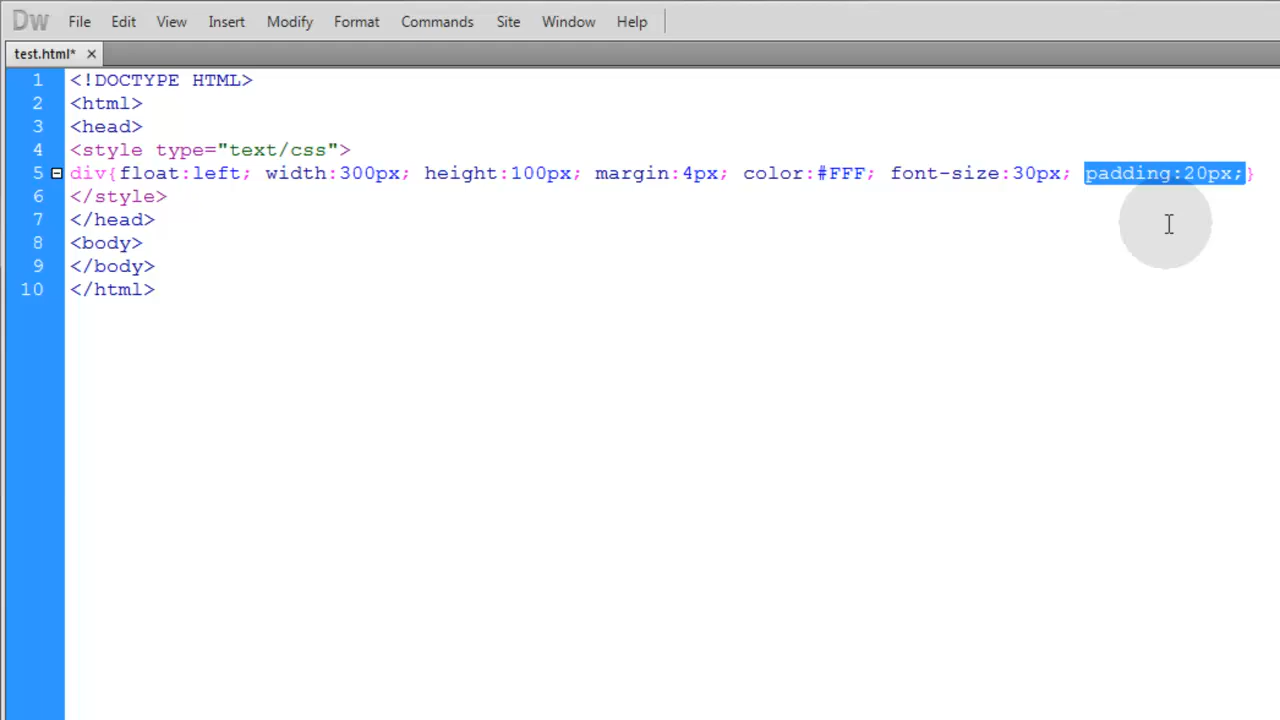 Dw File Edit View Insert Modify Format Commands Site Window Help
test.html* ×
1 <!DOCTYPE HTML>
2 <html>
3 <head>
4 <style type="text/css">
5 div{float:left; width:300px; height:100px; margin:4px; color:#FFF; font-size:30px; padding:20px;}
6 </style>
7 </head>
8 <body>
9 </body>
10 </html>